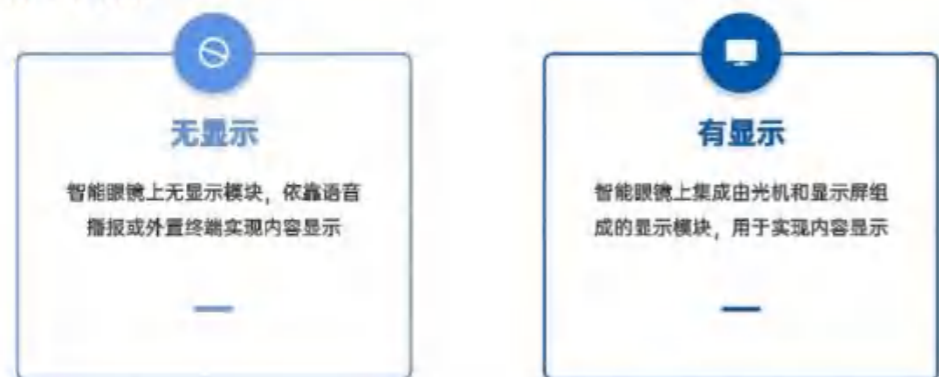 无显示
智能眼镜上无显示模块，依靠语音
播报或外置终端实现内容显示
有显示
智能眼镜上集成由光机和显示屏组
成的显示模块，用于实现内容显示